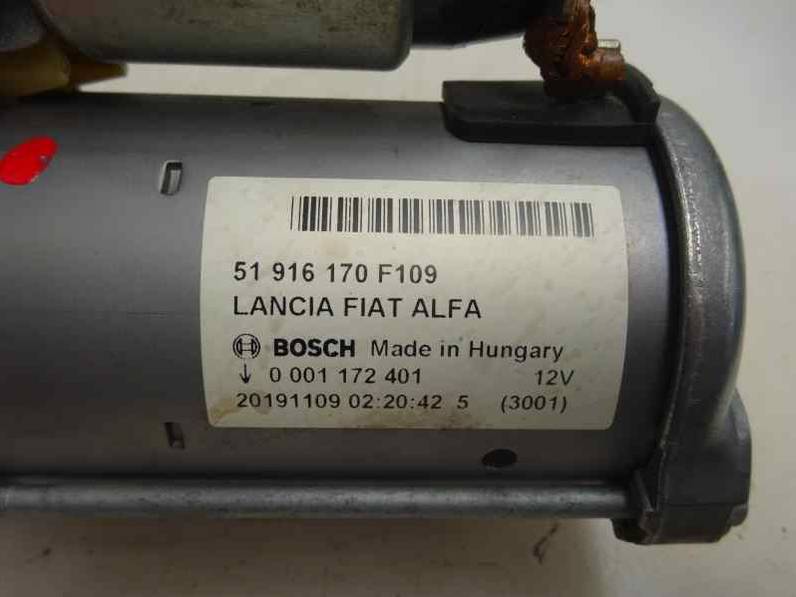 51 916 170 F109
LANCIA FIAT ALFA
BOSCH Made in Hungary
↓ 0 001 172 401 12V
20191109 02:20:42 5 (3001)